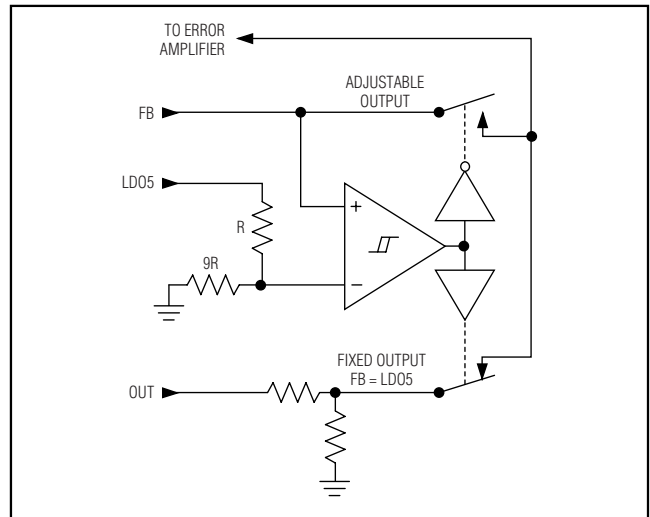 TO ERROR
AMPLIFIER
ADJUSTABLE
OUTPUT
FB
LDO5
R
+
9R
−
FIXED OUTPUT
FB = LDO5
OUT